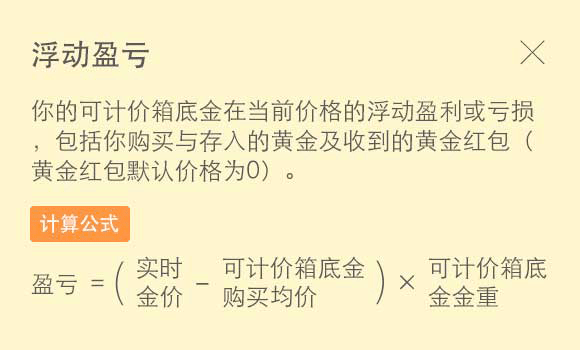 浮动盈亏
你的可计价箱底金在当前价格的浮动盈利或亏损
，包括你购买与存入的黄金及收到的黄金红包（
黄金红包默认价格为0）。
计算公式
盈亏 =( 实时金价 - 可计价箱底金购买均价 ) × 可计价箱底金金重